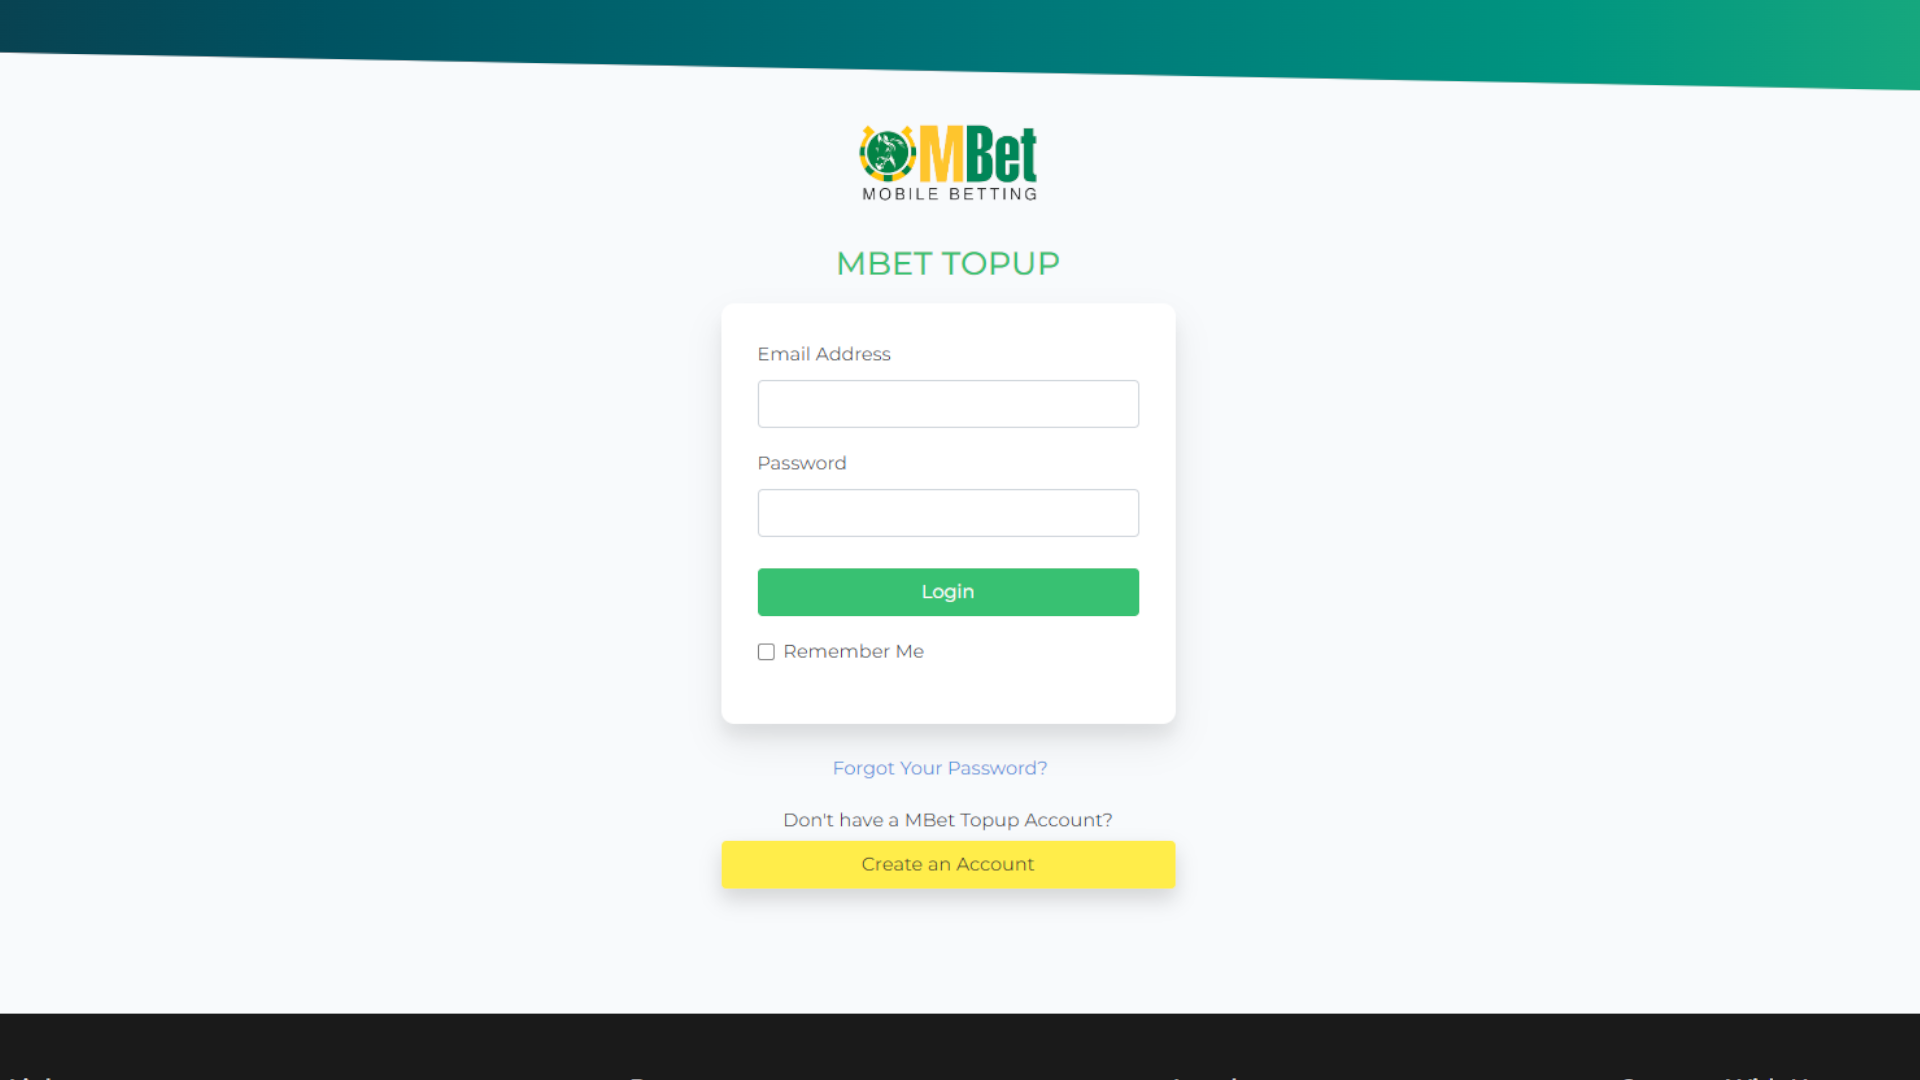 MBet
MOBILE BETTING
MBET TOPUP
Email Address
Password
Login
Remember Me
Forgot Your Password?
Don't have a MBet Topup Account?
Create an Account